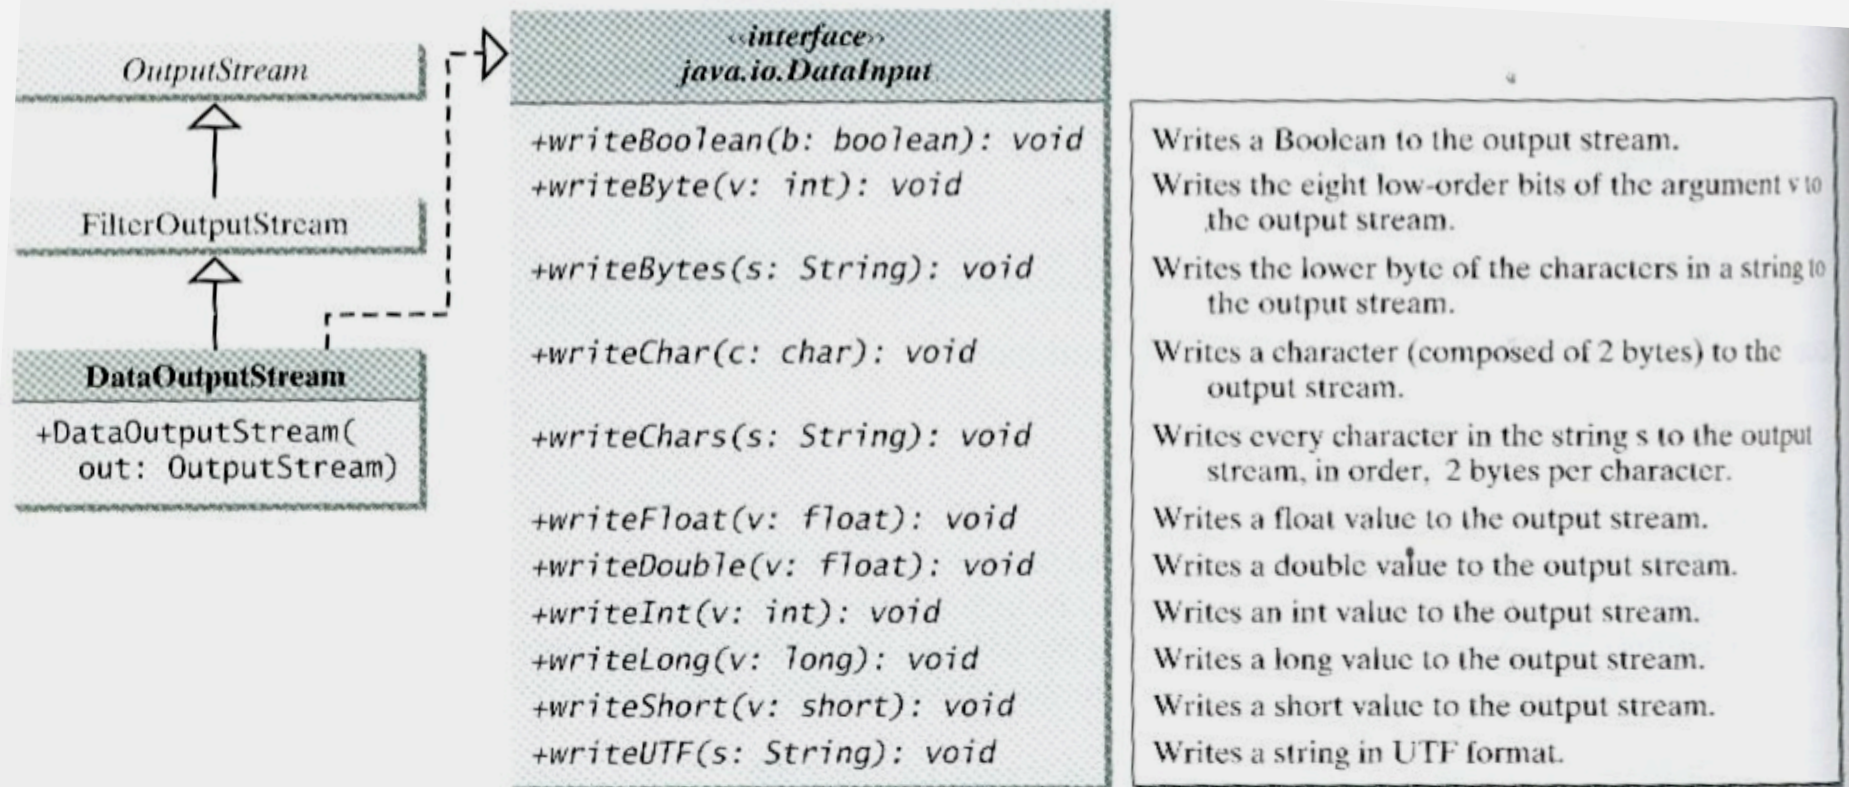 OutputStream
FilterOutputStream
DataOutputStream
+DataOutputStream(
out: OutputStream)
«interface»
java.io.DataInput
+writeBoolean(b: boolean): void
+writeByte(v: int): void
+writeBytes(s: String): void
+writeChar(c: char): void
+writeChars(s: String): void
+writeFloat(v: float): void
+writeDouble(v: float): void
+writeInt(v: int): void
+writeLong(v: long): void
+writeShort(v: short): void
+writeUTF(s: String): void
Writes a Boolean to the output stream.
Writes the eight low-order bits of the argument v to
the output stream.
Writes the lower byte of the characters in a string to
the output stream.
Writes a character (composed of 2 bytes) to the
output stream.
Writes every character in the string s to the output
stream, in order, 2 bytes per character.
Writes a float value to the output stream.
Writes a double value to the output stream.
Writes an int value to the output stream.
Writes a long value to the output stream.
Writes a short value to the output stream.
Writes a string in UTF format.